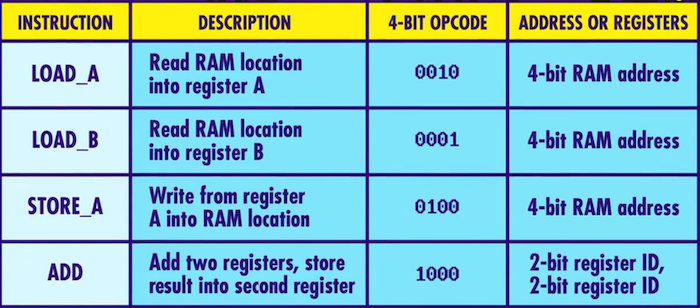 INSTRUCTION DESCRIPTION 4-BIT OPCODE ADDRESS OR REGISTERS
LOAD_A
Read RAM location
into register A
0010
4-bit RAM address
LOAD_B
Read RAM location
into register B
0001
4-bit RAM address
STORE_A
Write from register
A into RAM location
0100
4-bit RAM address
ADD
Add two registers, store
result into second register
1000
2-bit register ID,
2-bit register ID